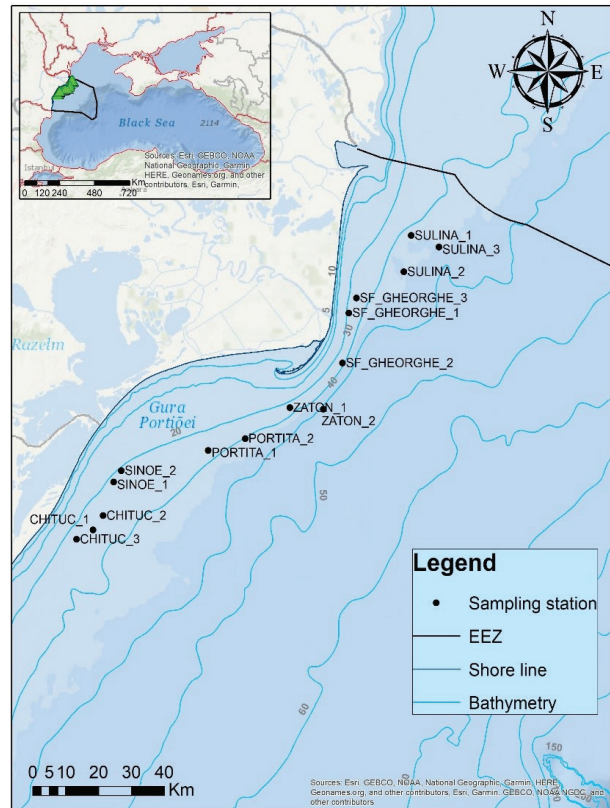 Black Sea
2114
Istanbul
Ankara
Sources: Esri, GEBCO, NOAA,
National Geographic, Garmin,
HERE, Geonames.org, and other
contributors, Esri, Garmin,
Km
0 120 240 480 720
N
W E
S
SULINA_1
SULINA_3
SULINA_2
10
SF_GHEORGHE_3
5
SF_GHEORGHE_1
30
SF_GHEORGHE_2
Razelm
40
Gura
Portiōei
ZATON_1
ZATON_2
20
PORTITA_2
PORTITA_1
50
SINOE_2
SINOE_1
CHITUC_2
CHITUC_1
CHITUC_3
Legend
Sampling station
EEZ
Shore line
Bathymetry
60
150
0 5 10 20 30 40
Km
Sources: Esri, GEBCO, NOAA, National Geographic, Garmin, HERE,
Geonames.org, and other contributors, Esri, Garmin, GEBCO, NOAA NGDC, and
other contributors